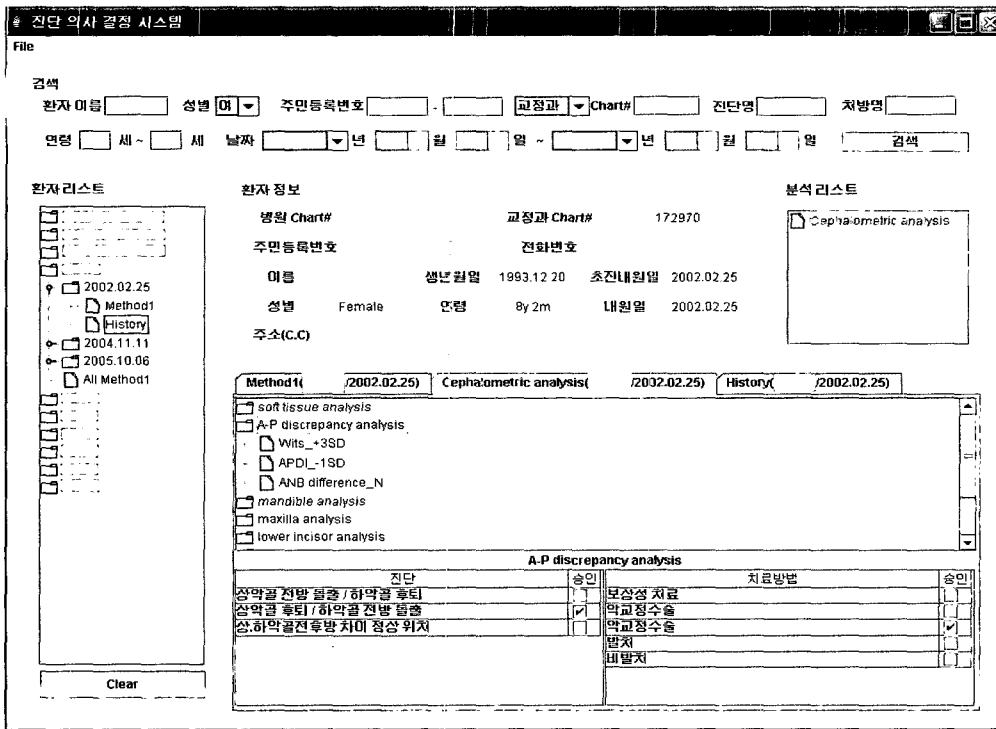 진단 의사 결정 시스템
File
검색
환자 이름 성별 여 주민등록번호 - 교정과 Chart# 진단명 처방명
연령 세 ~ 세 날짜 년 월 일 ~ 년 월 일 검색
환자 리스트
2002.02.25
Method1
History
2004.11.11
2005.10.06
All Method1
Clear
환자 정보
병원 Chart# 교정과 Chart# 172970
주민등록번호 전화번호
이름 생년월일 1993.12.20 초진내원일 2002.02.25
성별 Female 연령 8y 2m 내원일 2002.02.25
주소(C.C)
분석 리스트
Cephalometric analysis
Method1( /2002.02.25) Cephalometric analysis( /2002.02.25) History( /2002.02.25)
soft tissue analysis
A-P discrepancy analysis
Wits_+3SD
APDI_-1SD
ANB difference_N
mandible analysis
maxilla analysis
lower incisor analysis
A-P discrepancy analysis
진단 승인 치료방법 승인
상악골 전방 돌출 / 하악골 후퇴 보상성 치료
상악골 후퇴 / 하악골 전방 돌출 악교정수술
상.하악골전후방 차이 정상 위치 악교정수술
발치
비발치